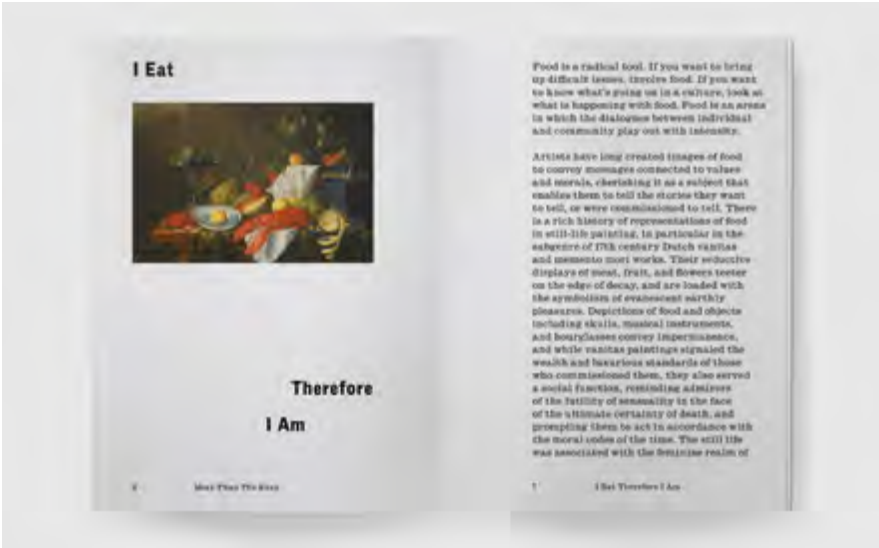 I Eat
Therefore
I Am
6
More Than The Eyes
Food is a radical tool. If you want to bring
up difficult issues, involve food. If you want
to know what's going on in a culture, look at
what is happening with food. Food is an arena
in which the dialogues between individual
and community play out with intensity.
Artists have long created images of food
to convey messages connected to values
and morals, cherishing it as a subject that
enables them to tell the stories they want
to tell, or were commissioned to tell. There
is a rich history of representations of food
in still-life painting, in particular in the
subgenre of 17th century Dutch vanitas
and memento mori works. Their seductive
displays of meat, fruit, and flowers teeter
on the edge of decay, and are loaded with
the symbolism of evanescent earthly
pleasures. Depictions of food and objects
including skulls, musical instruments,
and hourglasses convey impermanence,
and while vanitas paintings signaled the
wealth and luxurious standards of those
who commissioned them, they also served
a social function, reminding admirers
of the futility of sensuality in the face
of the ultimate certainty of death, and
prompting them to act in accordance with
the moral codes of the time. The still life
was associated with the feminine realm of
7
I Eat Therefore I Am